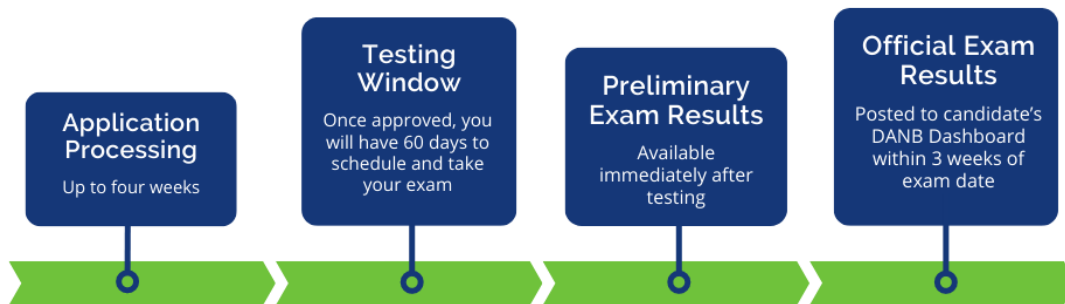 Application
Processing
Up to four weeks
Testing
Window
Once approved, you
will have 60 days to
schedule and take
your exam
Preliminary
Exam Results
Available
immediately after
testing
Official Exam
Results
Posted to candidate's
DANB Dashboard
within 3 weeks of
exam date